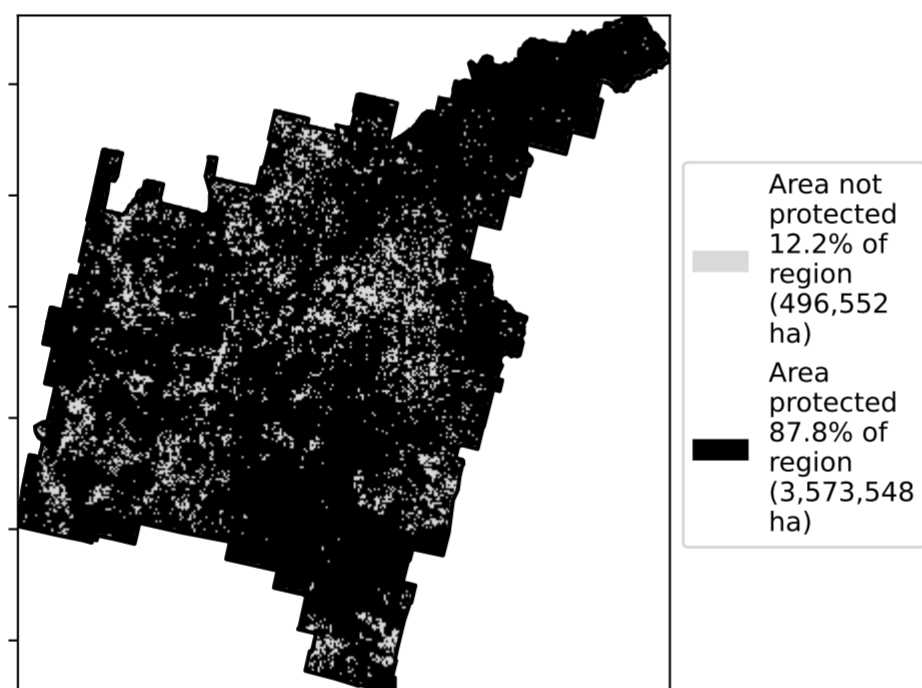 Area not
protected
12.2% of
region
(496,552
ha)
Area
protected
87.8% of
region
(3,573,548
ha)